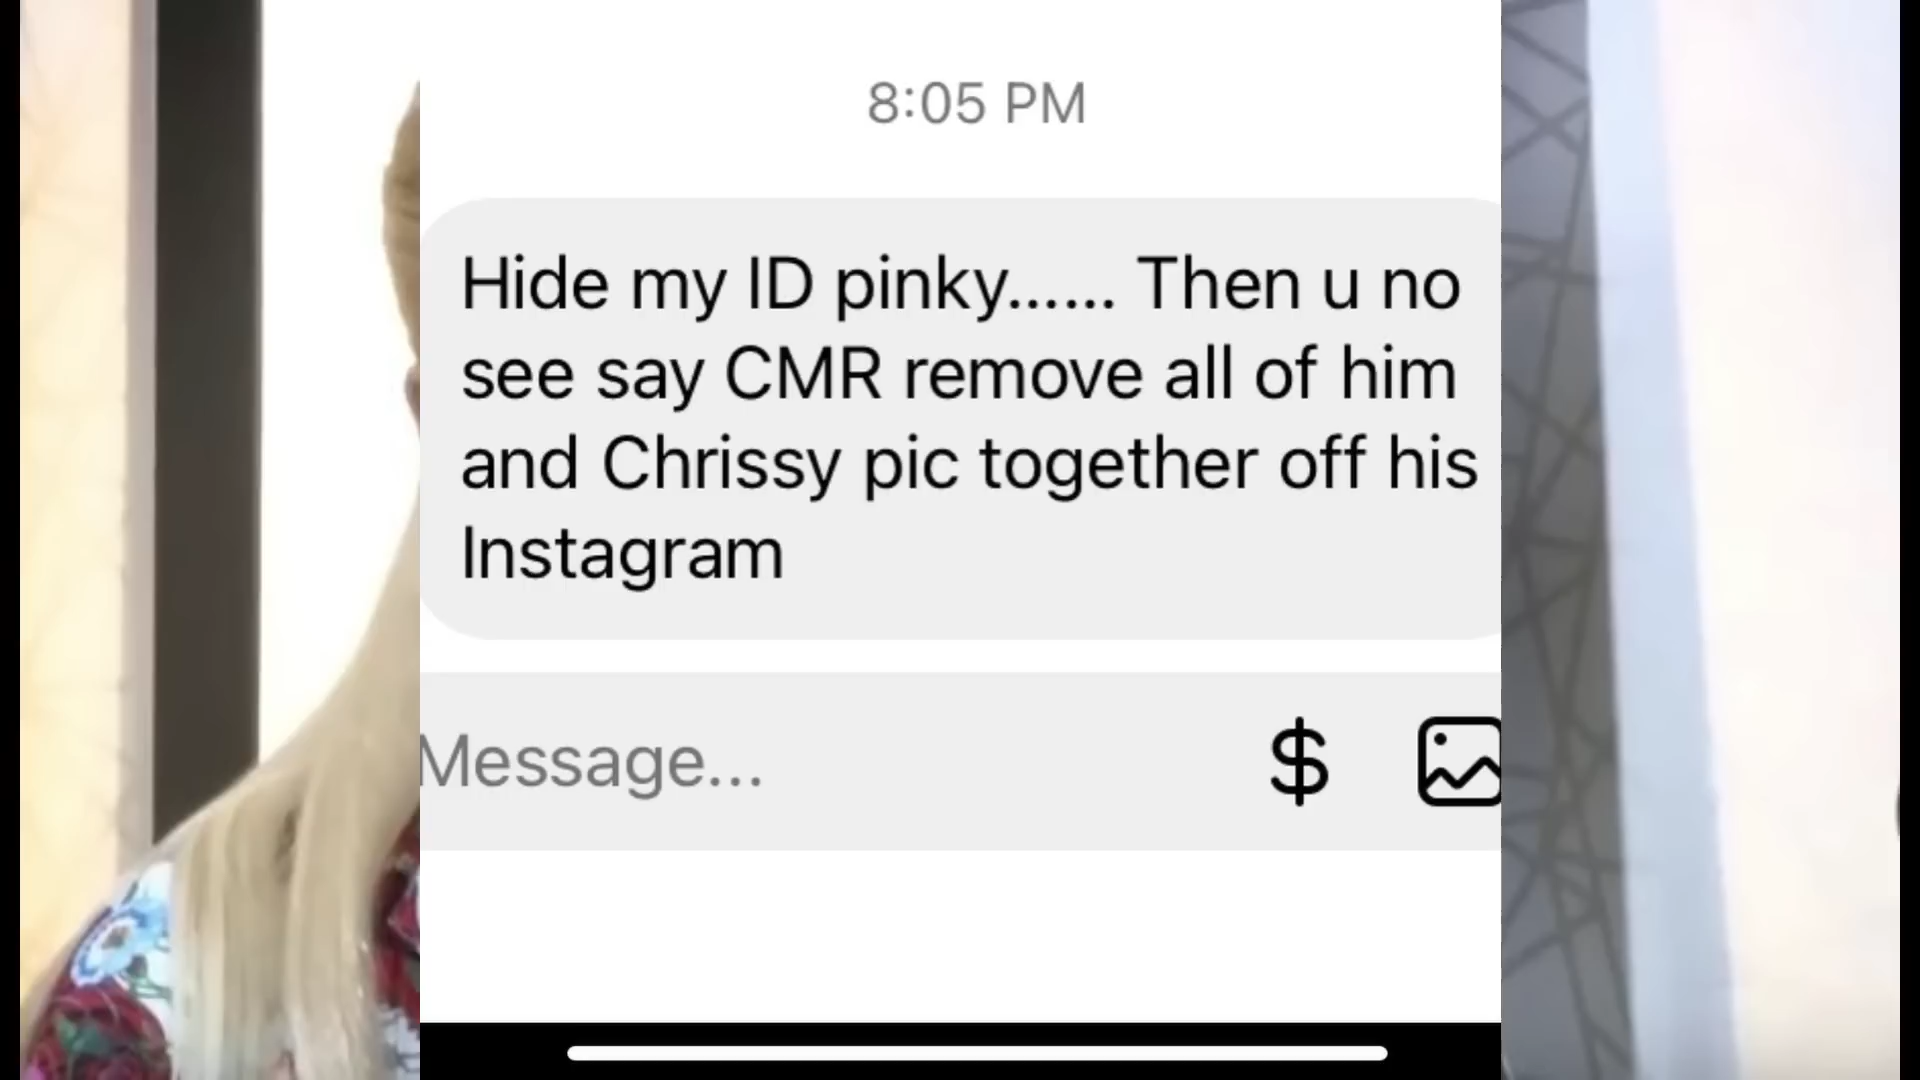 8:05 PM
Hide my ID pinky...... Then u no
see say CMR remove all of him
and Chrissy pic together off his
Instagram
Message...
$